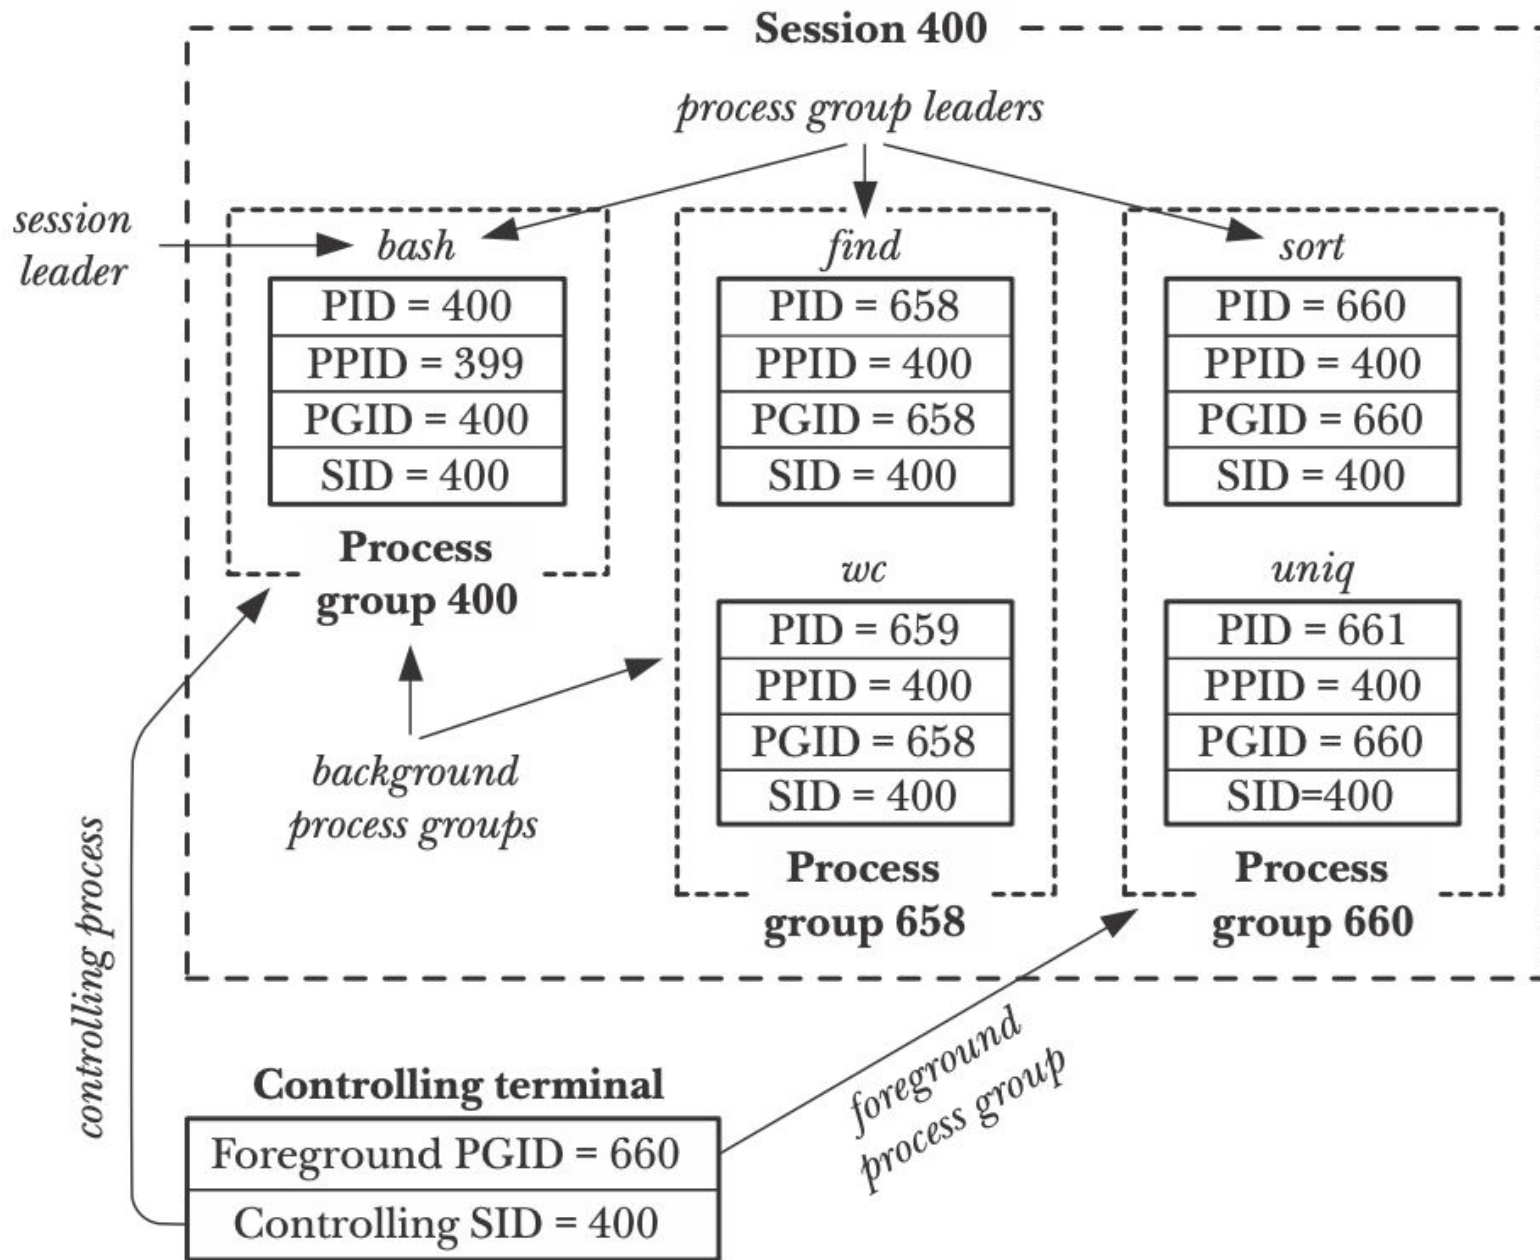 Session 400
process group leaders
session
leader
bash
PID = 400
PPID = 399
PGID = 400
SID = 400
Process
group 400
find
PID = 658
PPID = 400
PGID = 658
SID = 400
wc
PID = 659
PPID = 400
PGID = 658
SID = 400
Process
group 658
sort
PID = 660
PPID = 400
PGID = 660
SID = 400
uniq
PID = 661
PPID = 400
PGID = 660
SID=400
Process
group 660
background
process groups
controlling process
foreground
process group
Controlling terminal
Foreground PGID = 660
Controlling SID = 400